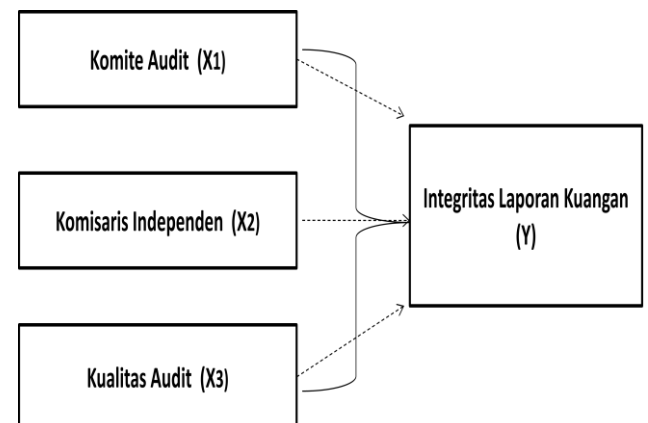 Komite Audit (X1)
Komisaris Independen (X2)
Kualitas Audit (X3)
Integritas Laporan Kuangan
(Y)